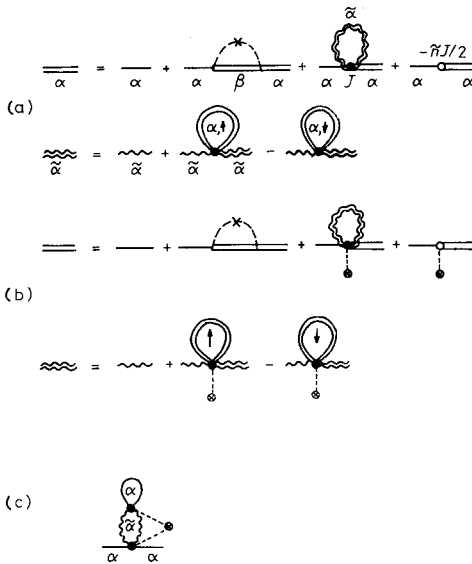 α̃
-ñJ/2
α = α + α β α + α J α + α α
(a)
α,↑ α,↓
α̃ = α̃ + α̃ α̃ -
= + + +
(b)
↑ ↓
= + -
(c)
α
α̃
α α